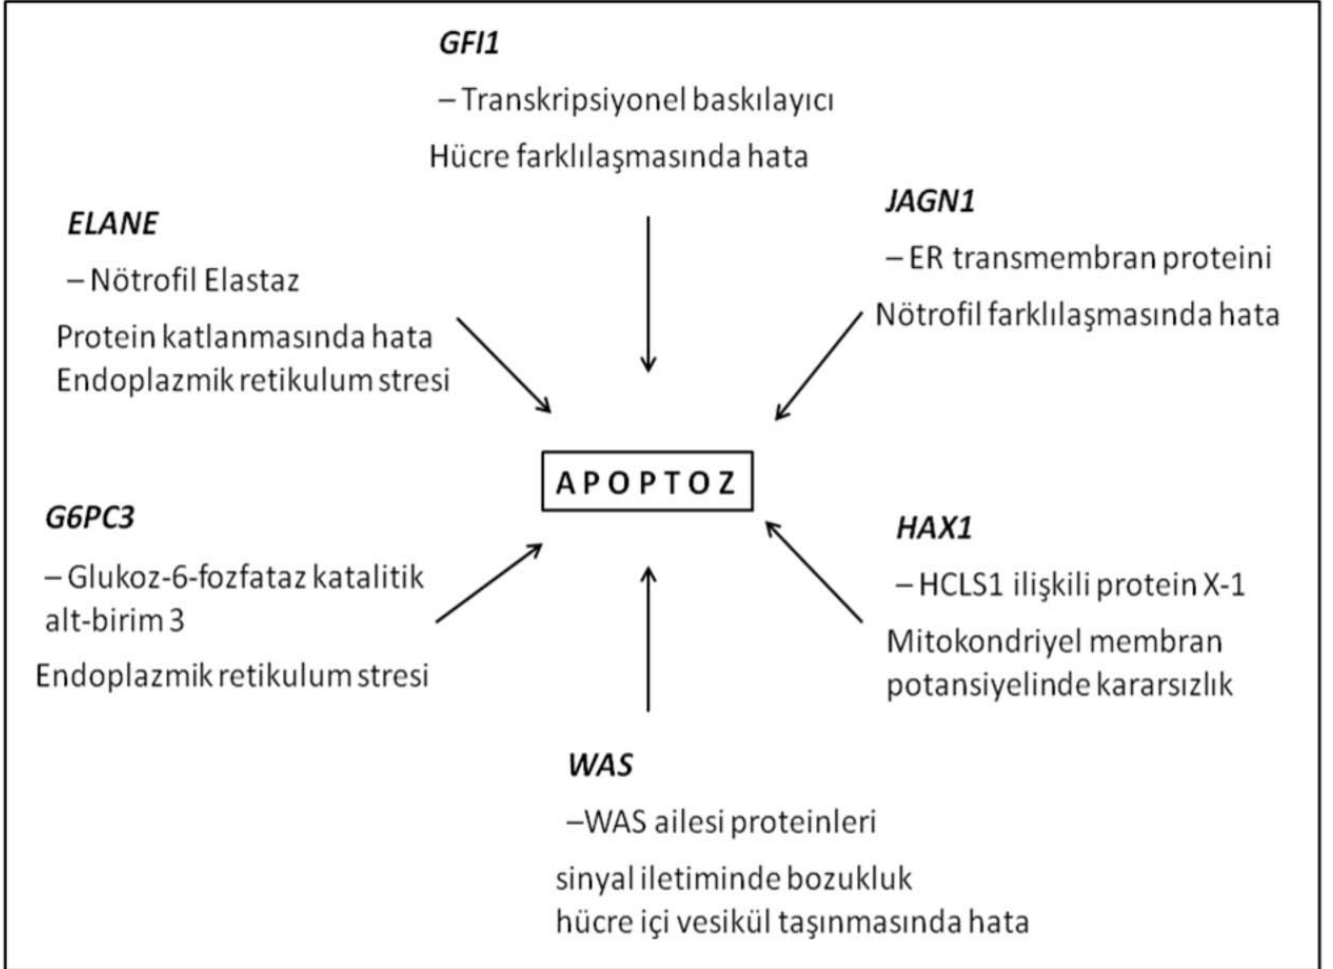 GFI1
– Transkripsiyonel baskılayıcı
Hücre farklılaşmasında hata
ELANE
– Nötrofil Elastaz
Protein katlanmasında hata
Endoplazmik retikulum stresi
JAGN1
– ER transmembran proteini
Nötrofil farklılaşmasında hata
APOPTOZ
G6PC3
– Glukoz-6-fozfataz katalitik
alt-birim 3
Endoplazmik retikulum stresi
HAX1
– HCLS1 ilişkili protein X-1
Mitokondriyel membran
potansiyelinde kararsızlık
WAS
–WAS ailesi proteinleri
sinyal iletiminde bozukluk
hücre içi vesikül taşınmasında hata